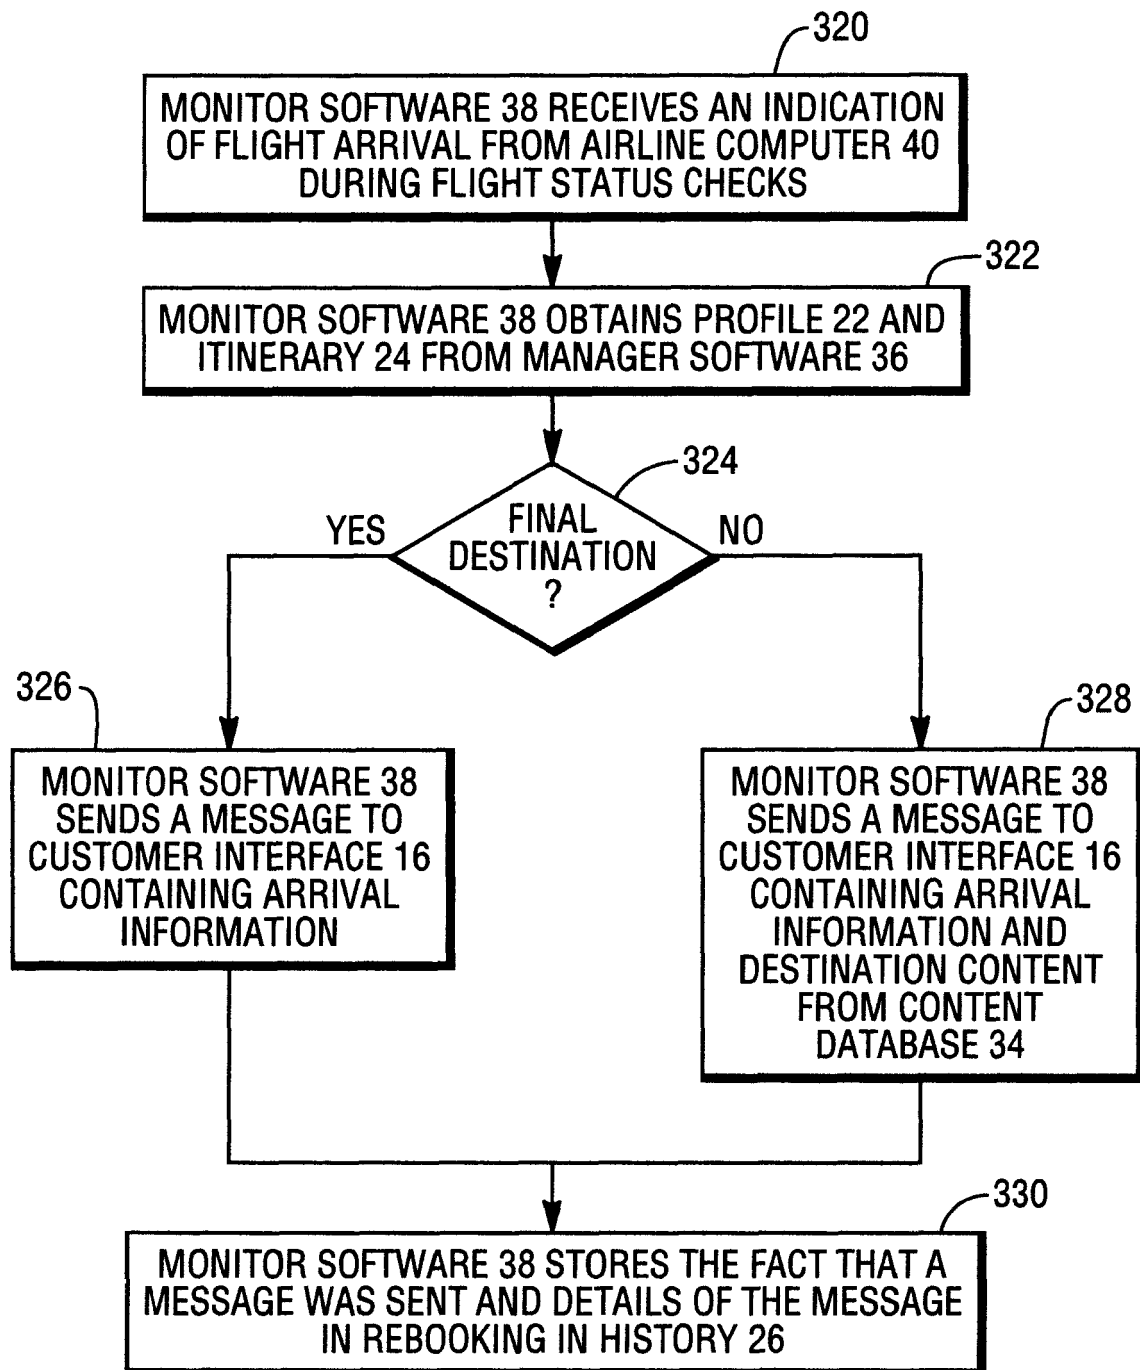 320
MONITOR SOFTWARE 38 RECEIVES AN INDICATION
OF FLIGHT ARRIVAL FROM AIRLINE COMPUTER 40
DURING FLIGHT STATUS CHECKS
322
MONITOR SOFTWARE 38 OBTAINS PROFILE 22 AND
ITINERARY 24 FROM MANAGER SOFTWARE 36
324
FINAL
DESTINATION
?
YES
NO
326
MONITOR SOFTWARE 38
SENDS A MESSAGE TO
CUSTOMER INTERFACE 16
CONTAINING ARRIVAL
INFORMATION
328
MONITOR SOFTWARE 38
SENDS A MESSAGE TO
CUSTOMER INTERFACE 16
CONTAINING ARRIVAL
INFORMATION AND
DESTINATION CONTENT
FROM CONTENT
DATABASE 34
330
MONITOR SOFTWARE 38 STORES THE FACT THAT A
MESSAGE WAS SENT AND DETAILS OF THE MESSAGE
IN REBOOKING IN HISTORY 26